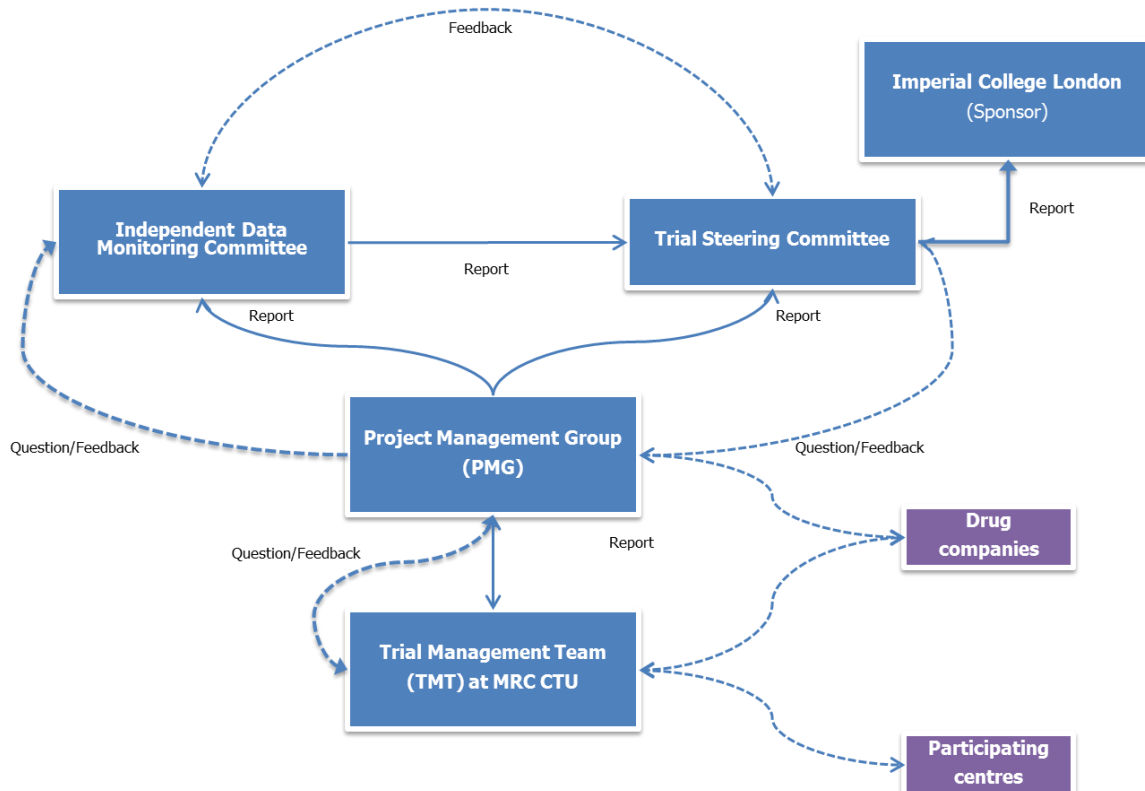 Feedback
Imperial College London
(Sponsor)
Independent Data
Monitoring Committee
Trial Steering Committee
Report
Report
Report
Report
Project Management Group
(PMG)
Question/Feedback
Question/Feedback
Drug
companies
Question/Feedback
Report
Trial Management Team
(TMT) at MRC CTU
Participating
centres